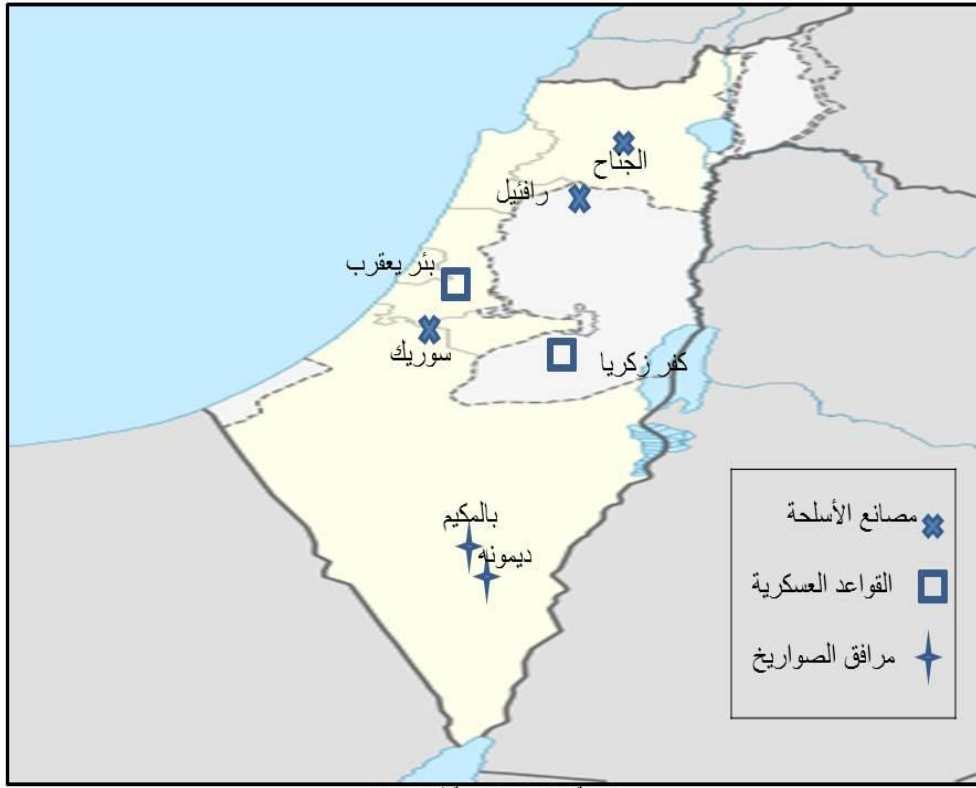 الجناح
رافئيل
بئر يعقرب
سوريك
كفر زكريا
بالمكيم
ديمونه
مصانع الأسلحة
القواعد العسكرية
مرافق الصواريخ